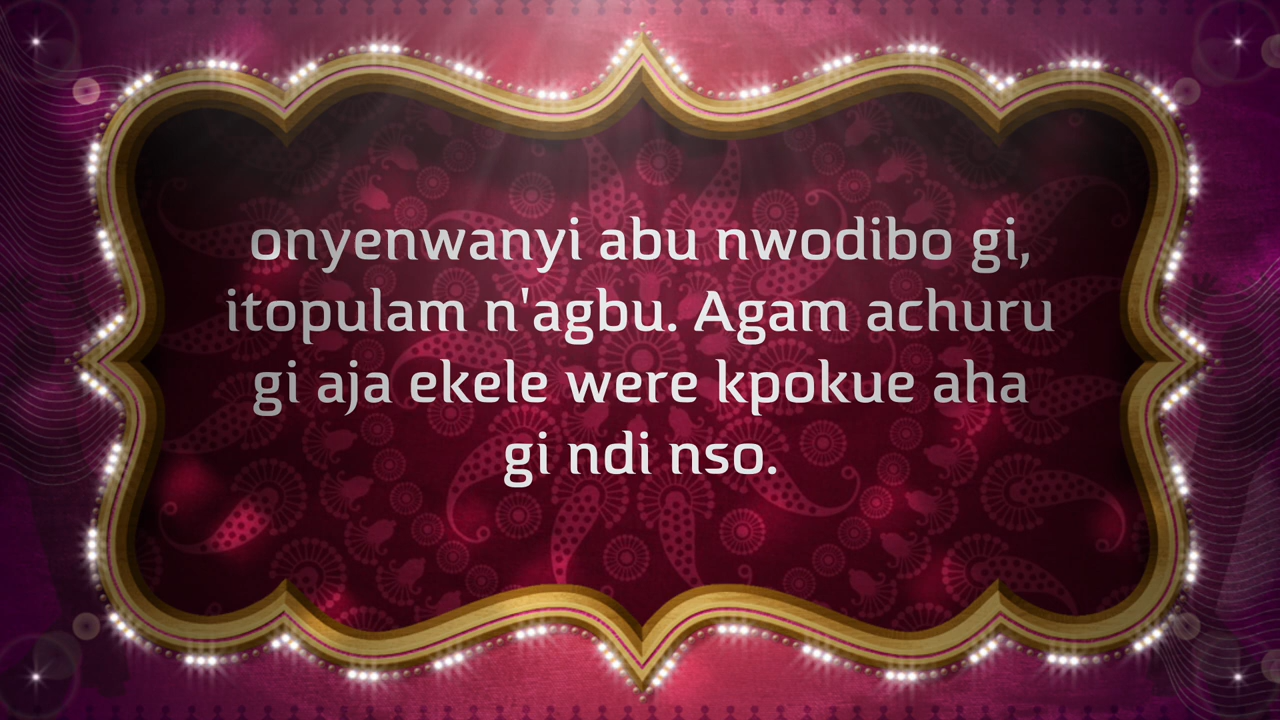 onyenwanyi abu nwodibo gi,
itopulam n'agbu. Agam achuru
gi aja ekele were kpokue aha
gi ndi nso.